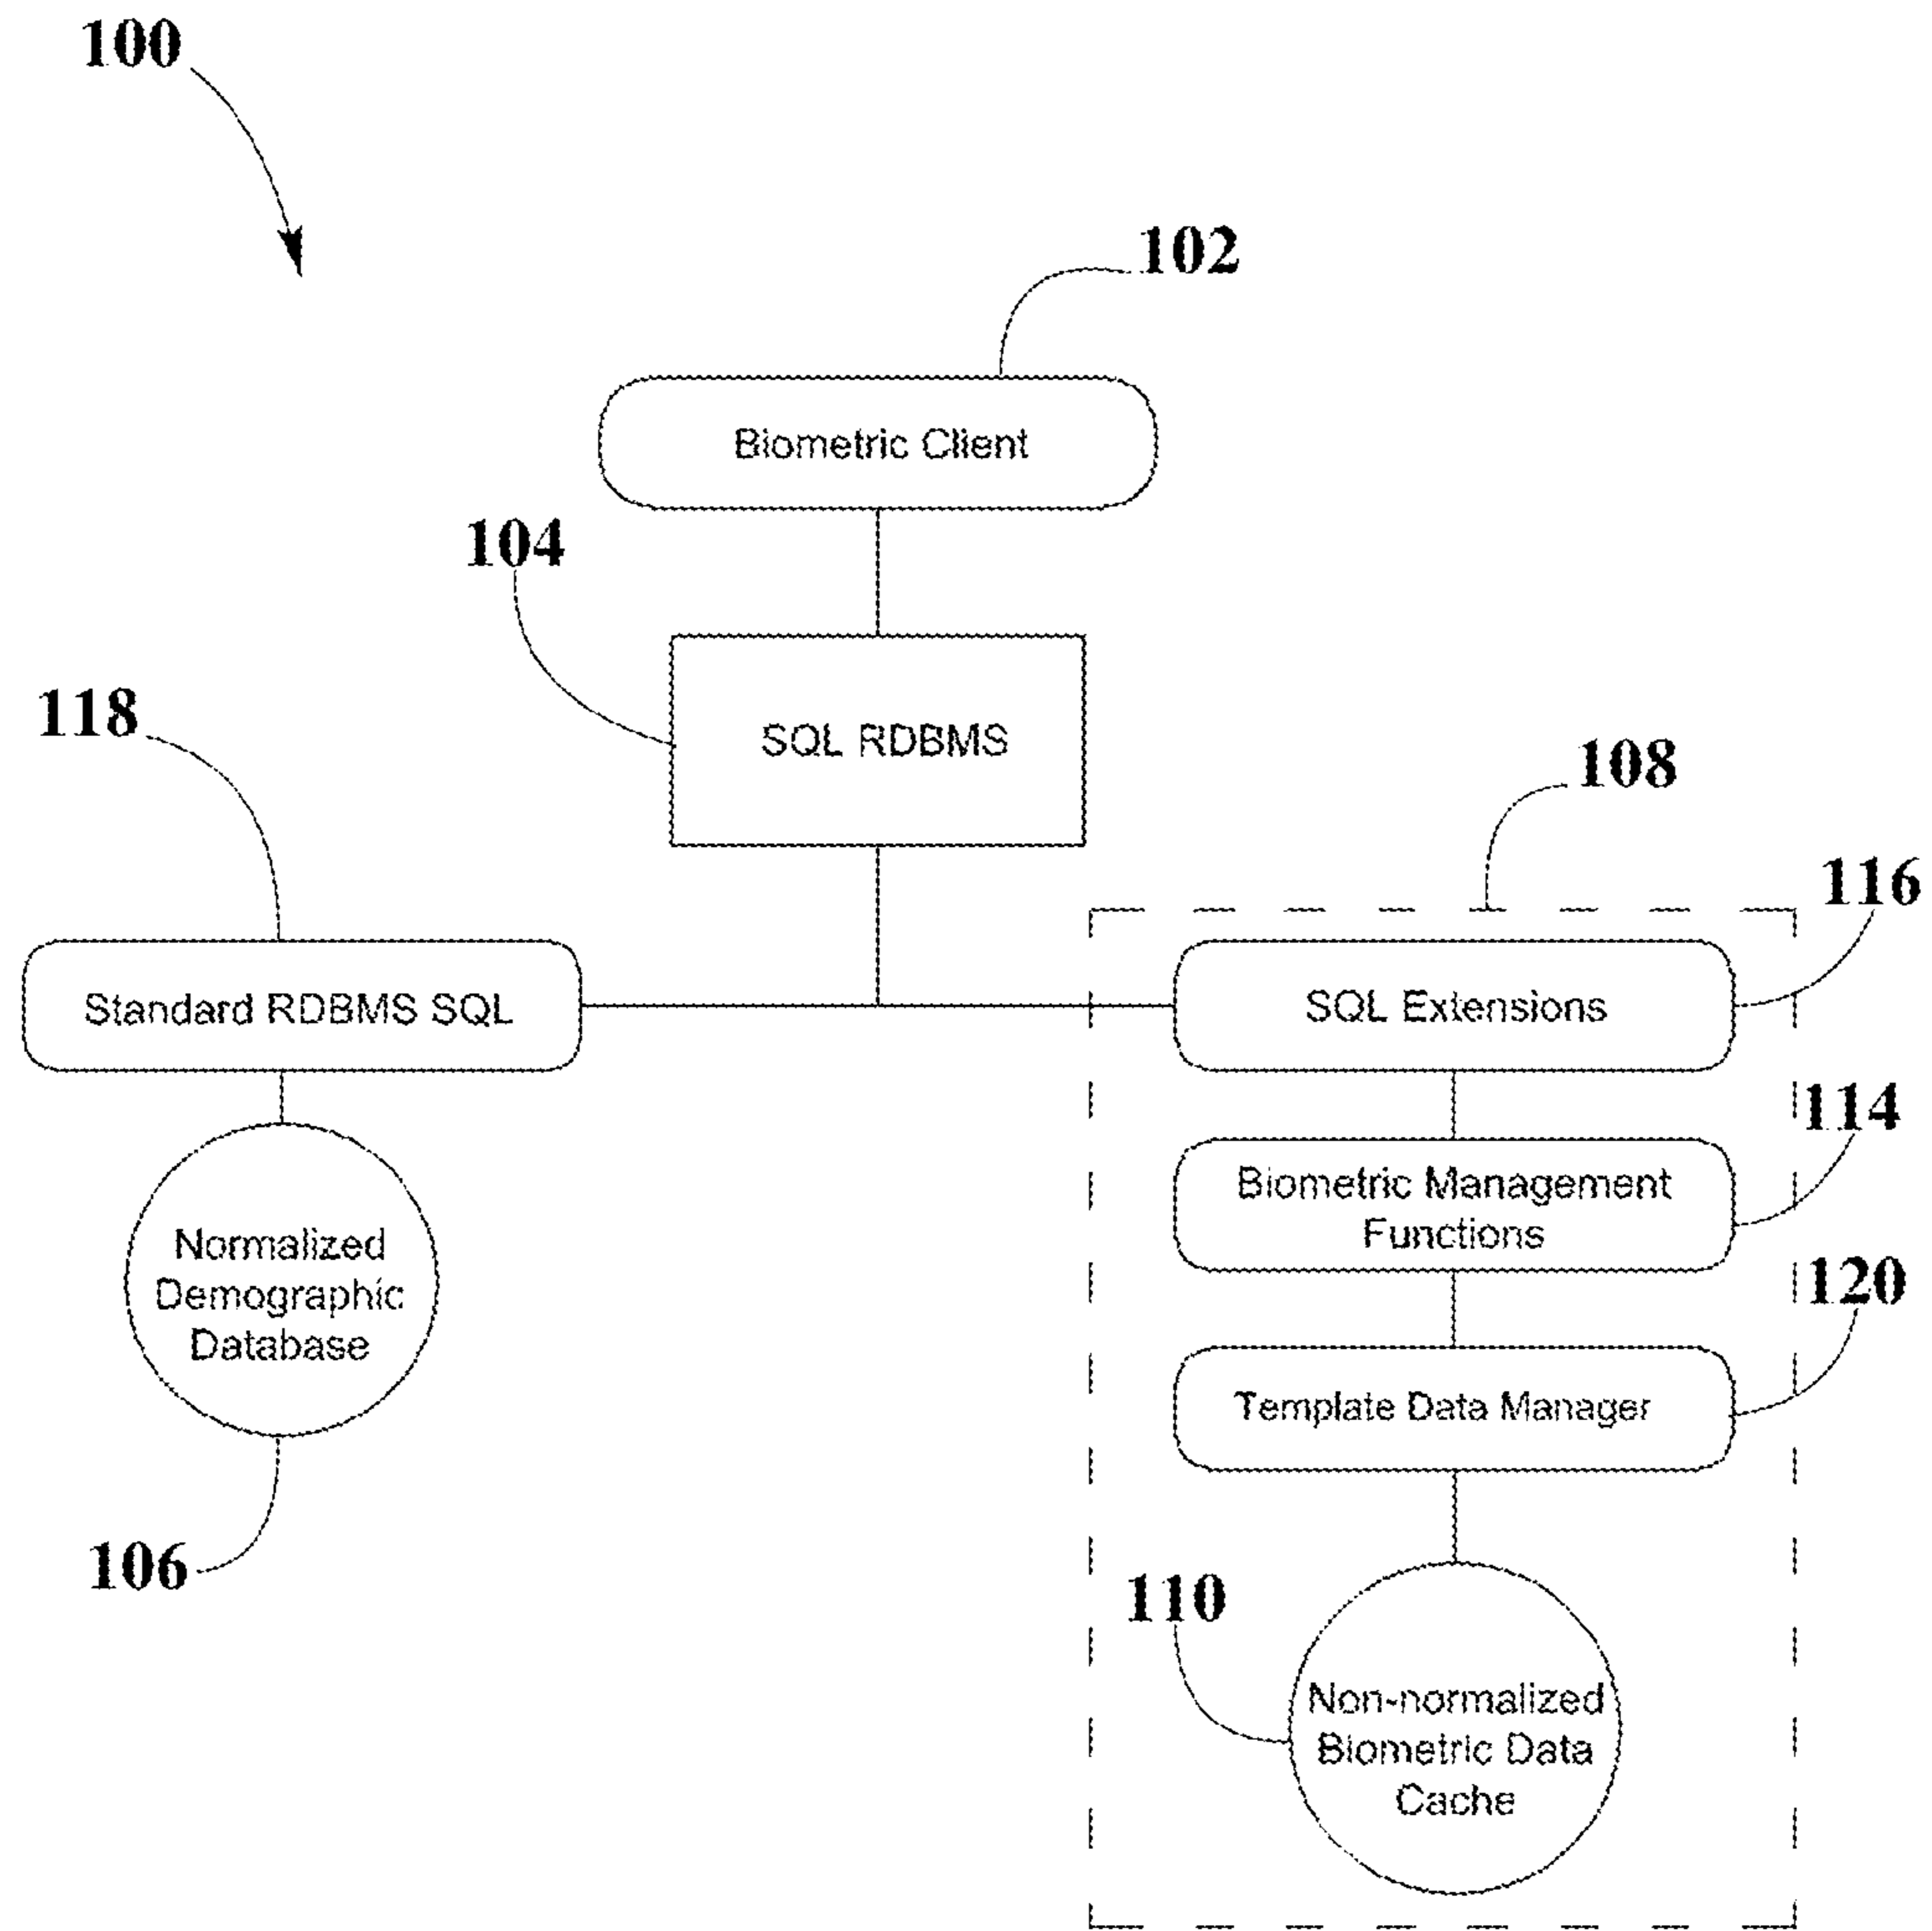 100
102
Biometric Client
104
SQL RDBMS
118
108
116
Standard RDBMS SQL
SQL Extensions
114
Biometric Management
Functions
Normalized
Demographic
Database
120
Template Data Manager
106
110
Non-normalized
Biometric Data
Cache